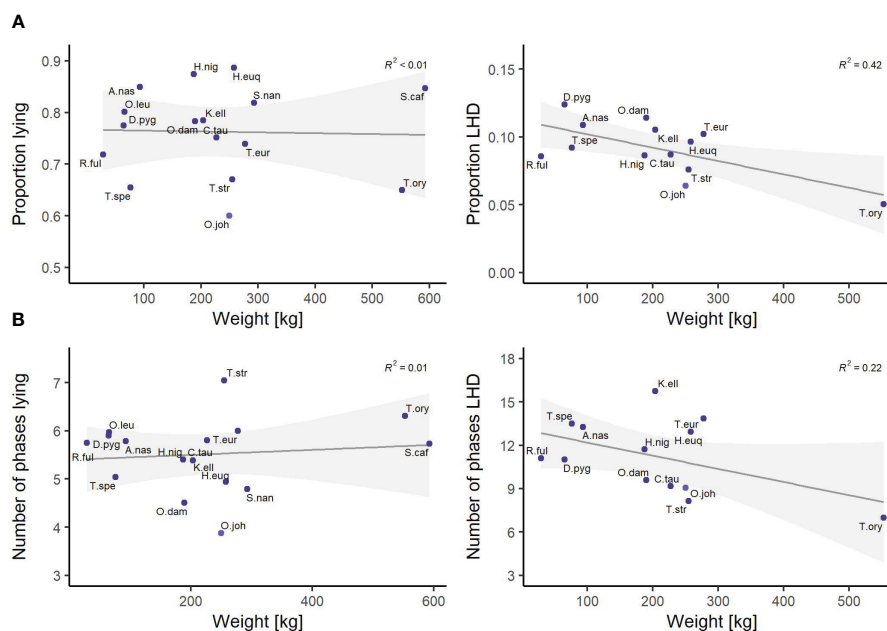 A
Proportion lying
0.9
0.8
0.7
0.6
0.5
R² < 0.01
H.nig
H.euq
A.nas
S.nan
S.caf
O.leu
D.pyg
K.ell
O.dam
C.tau
T.eur
R.ful
T.str
T.spe
T.ory
O.joh
100 200 300 400 500 600
Weight [kg]
Proportion LHD
0.15
0.10
0.05
0.00
R² = 0.42
D.pyg
O.dam
A.nas
T.eur
K.ell
T.spe
H.euq
R.ful
H.nig
C.tau
T.str
O.joh
T.ory
100 200 300 400 500
Weight [kg]
B
Number of phases lying
7
6
5
4
3
R² = 0.01
T.str
T.ory
O.leu
D.pyg
T.eur
A.nas
H.nig
C.tau
S.caf
R.ful
K.ell
T.spe
H.euq
S.nan
O.dam
O.joh
200 400 600
Weight [kg]
Number of phases LHD
18
15
12
9
6
3
R² = 0.22
K.ell
T.spe
T.eur
A.nas
H.nig
H.euq
R.ful
D.pyg
O.dam
C.tau
O.joh
T.str
T.ory
100 200 300 400 500
Weight [kg]